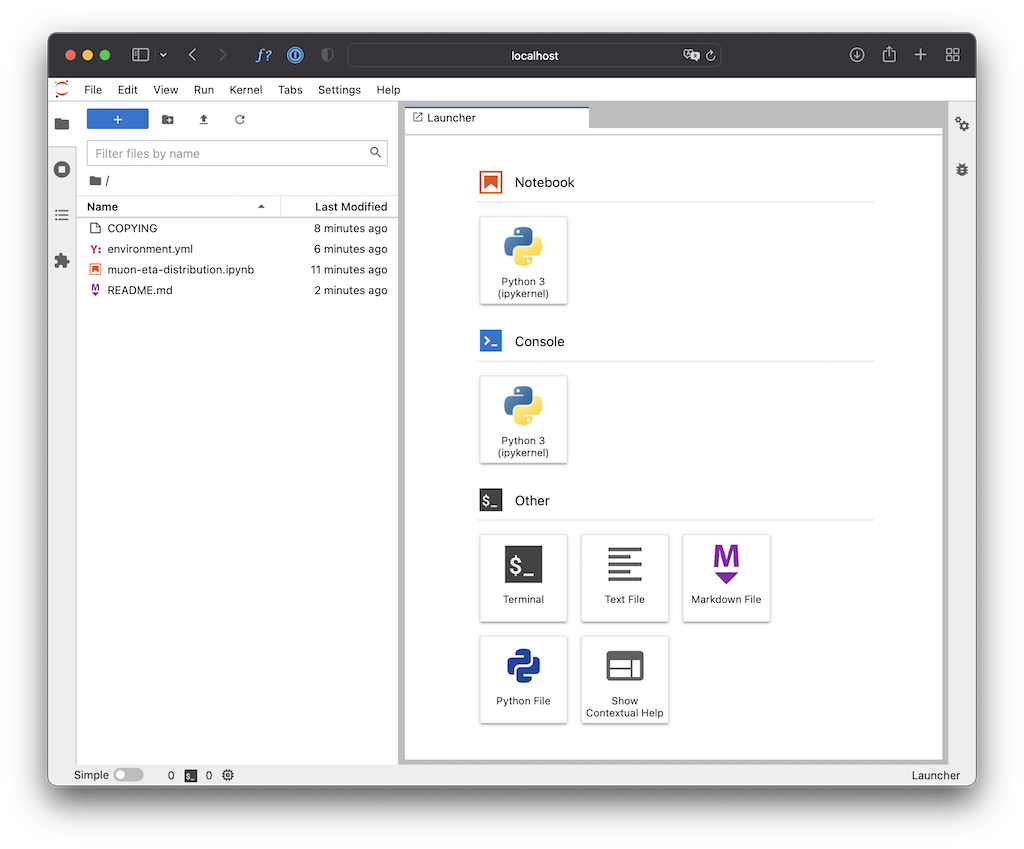 localhost
File Edit View Run Kernel Tabs Settings Help
Launcher
Filter files by name
/
Name Last Modified
COPYING 8 minutes ago
Y: environment.yml 6 minutes ago
muon-eta-distribution.ipynb 11 minutes ago
M README.md 2 minutes ago
Notebook
Python 3
(ipykernel)
Console
Python 3
(ipykernel)
$_ Other
$_
Terminal
Text File
M
Markdown File
Python File
Show
Contextual Help
Simple 0 $_ 0
Launcher